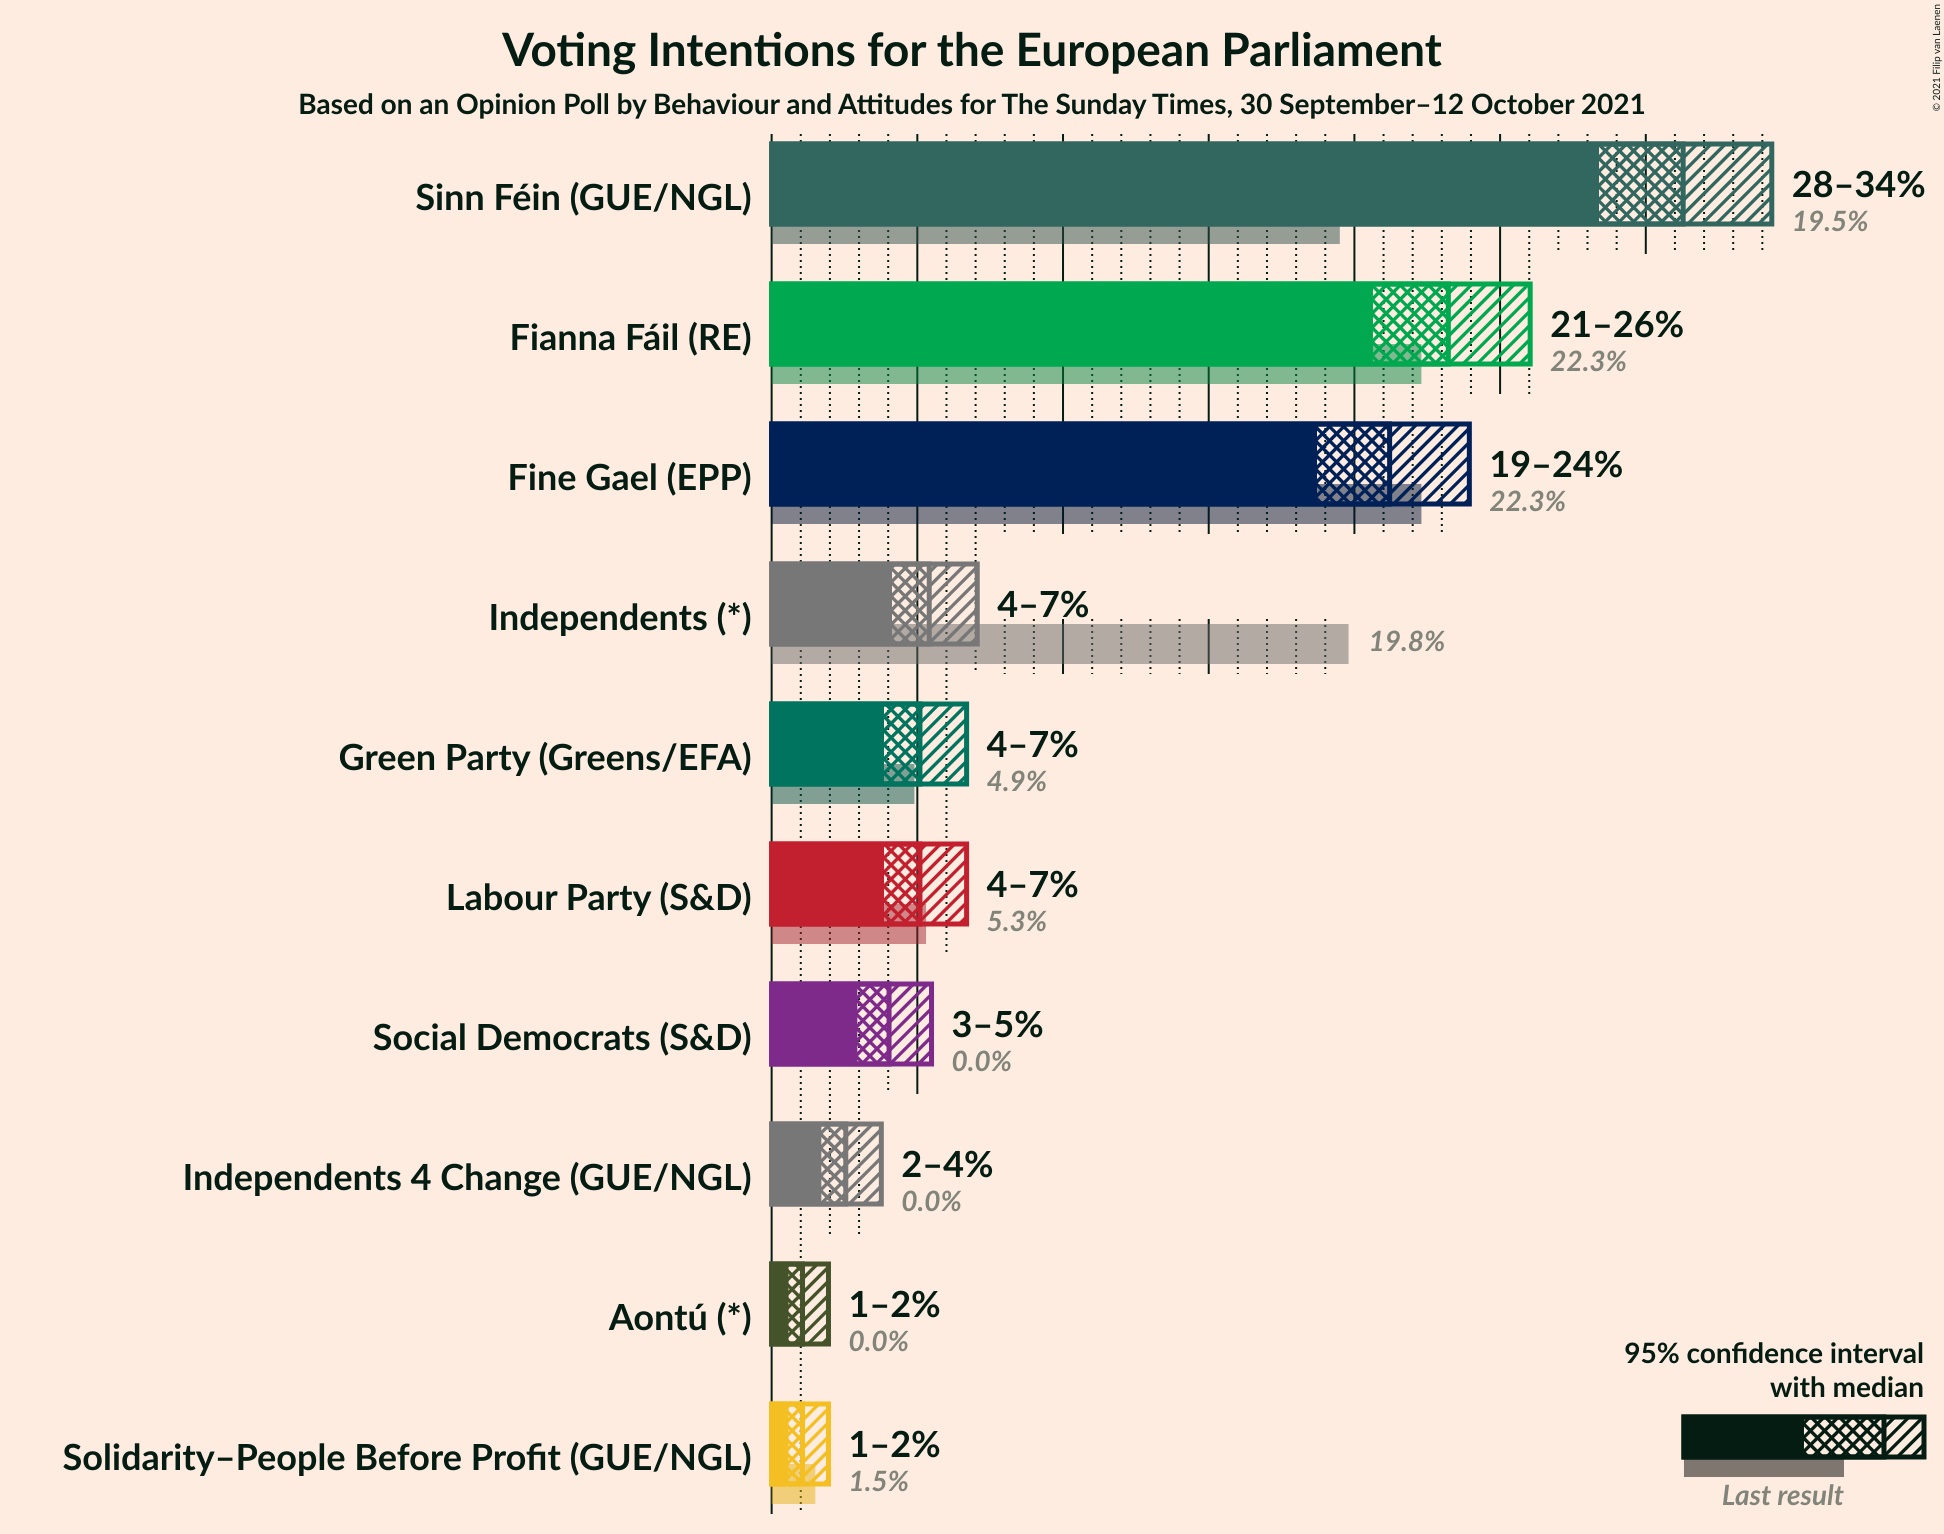 Voting Intentions for the European Parliament
Based on an Opinion Poll by Behaviour and Attitudes for The Sunday Times, 30 September–12 October 2021
© 2021 Filip van Laenen
Sinn Féin (GUE/NGL)
28–34%
19.5%
Fianna Fáil (RE)
21–26%
22.3%
Fine Gael (EPP)
19–24%
22.3%
Independents (*)
4–7%
19.8%
Green Party (Greens/EFA)
4–7%
4.9%
Labour Party (S&D)
4–7%
5.3%
Social Democrats (S&D)
3–5%
0.0%
Independents 4 Change (GUE/NGL)
2–4%
0.0%
Aontú (*)
1–2%
0.0%
Solidarity–People Before Profit (GUE/NGL)
1–2%
1.5%
95% confidence interval
with median
Last result